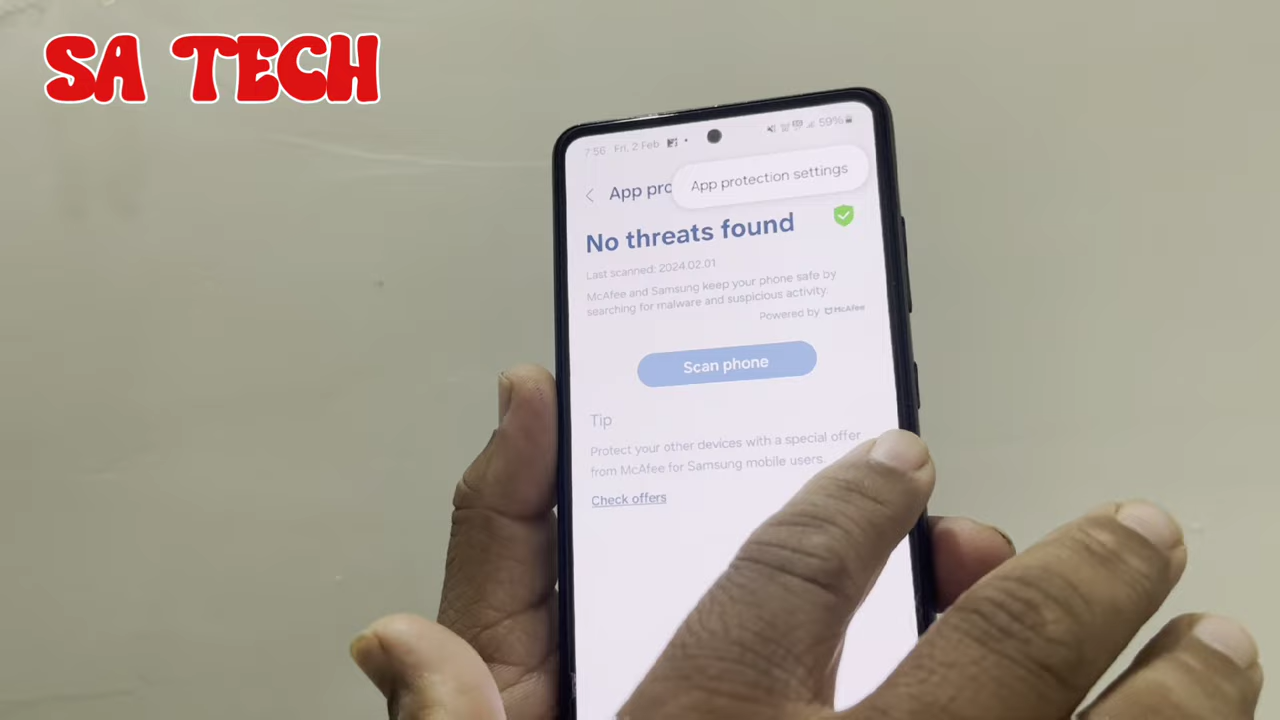 SA TECH
7:56 Fri, 2 Feb 59%
App protection settings
App pro
No threats found
Last scanned: 2024.02.01
McAfee and Samsung keep your phone safe by
searching for malware and suspicious activity.
Powered by McAfee
Scan phone
Tip
Protect your other devices with a special offer
from McAfee for Samsung mobile users.
Check offers